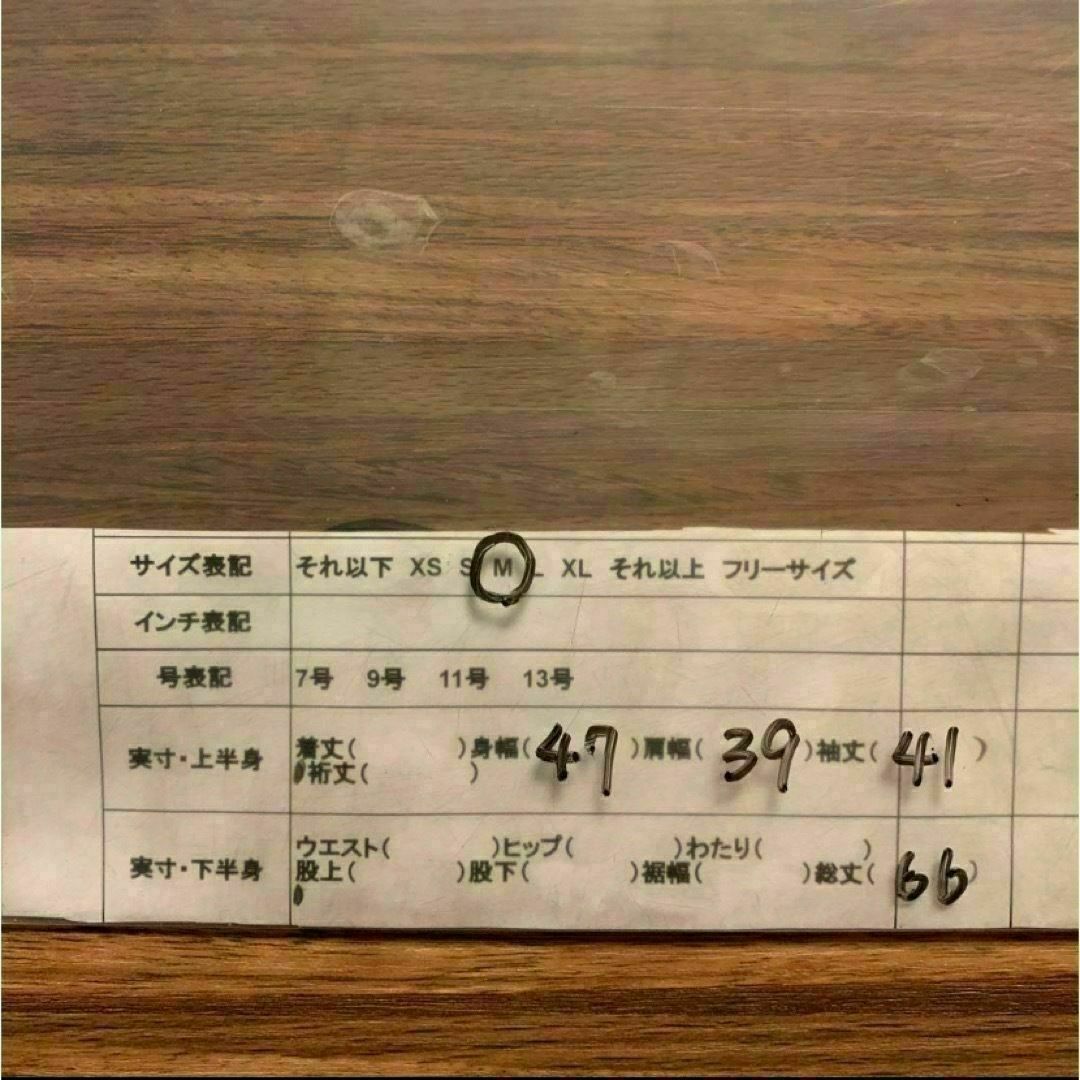 サイズ表記 それ以下 XS S M L XL それ以上 フリーサイズ
インチ表記
号表記 7号 9号 11号 13号
実寸・上半身 着丈( )身幅(47)肩幅(39)袖丈(41)
裄丈( )
実寸・下半身 ウエスト( )ヒップ( )わたり( )
股上( )股下( )裾幅( )総丈(66)